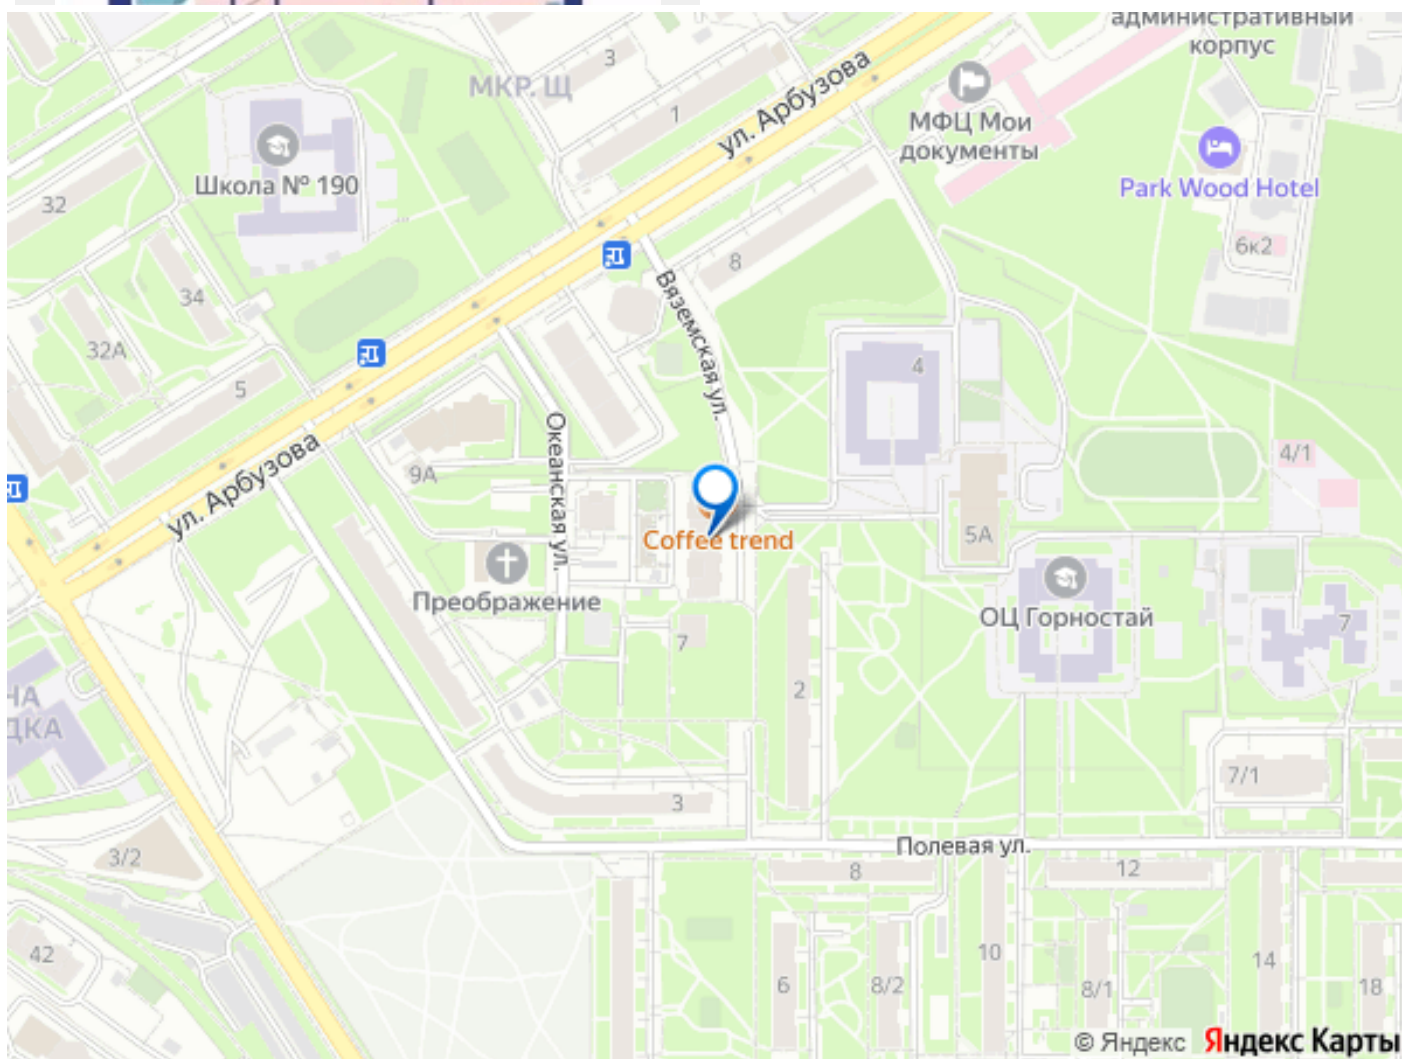 административный
корпус
МКР. Щ
3
1
ул. Арбузова
МФЦ Мои
документы
Школа № 190
Park Wood Hotel
32
8
6к2
34
Вяземская ул.
32А
4
5
Океанская ул.
9А
4/1
ул. Арбузова
5А
Coffee trend
Преображение
ОЦ Горностай
7
7
2
НА
ДКА
7/1
3
Полевая ул.
3/2
8
12
42
10
14
6
8/2
8/1
18
© Яндекс Яндекс Карты